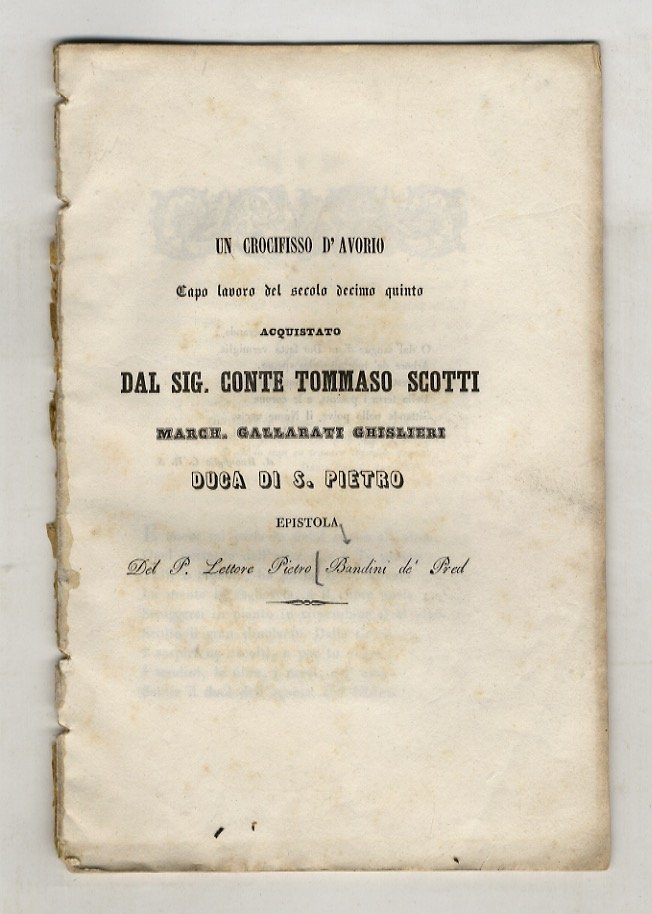 UN CROCIFISSO D' AVORIO
Capo lavoro del secolo decimo quinto
ACQUISTATO
DAL SIG. CONTE TOMMASO SCOTTI
MARCH. GALLARATI GHISLIERI
DUCA DI S. PIETRO
EPISTOLA
Del P. Lettore Pietro Bandini de' Pred